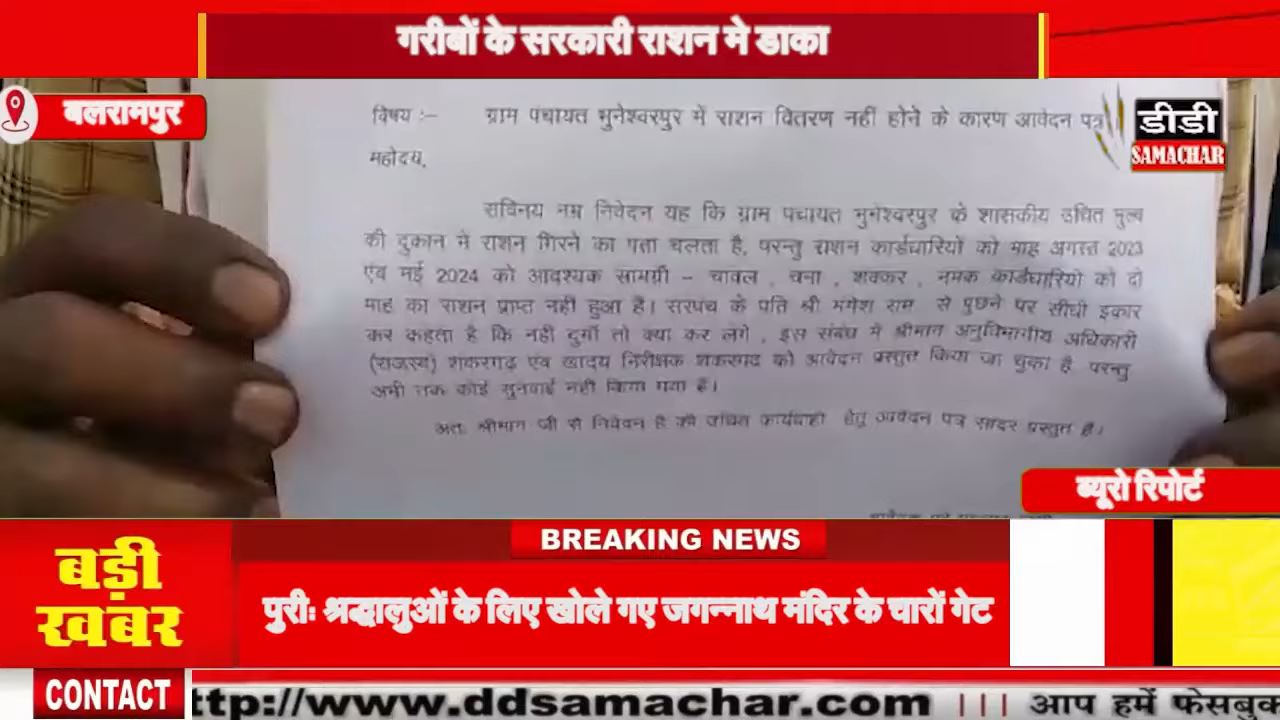 गरीबों के सरकारी राशन मे डाका
बलरामपुर
डीडी
SAMACHAR
विषय :– ग्राम पंचायत भुनेश्वरपुर में राशन वितरण नहीं होने के कारण आवेदन पत्र
महोदय,
सविनय नम्र निवेदन यह कि ग्राम पंचायत भुनेश्वरपुर के शासकीय उचित मुल्य
की दुकान में राशन गिरने का पता चलता है, परन्तु राशन कार्डधारियों को माह अगस्त 2023
एंव मई 2024 को आवश्यक सामग्री – चावल , चना , शक्कर , नमक कार्डधारियो को दो
माह का राशन प्राप्त नहीं हुआ है। सरपंच के पति श्री मंगेश राम से पुछने पर सीधी इकार
कर कहता है कि नहीं दुगाँ तो क्या कर लगे , इस संबंध में श्रीमान अनुविभागीय अधिकारी
(राजस्व) शंकरगढ़ एंव खादय निरीक्षक शंकरगढ को आवेदन प्रस्तुत किया जा चुका है परन्तु
अभी तक कोई सुनवाई नहीं किया गया है।
अतः श्रीमान जी से निवेदन है की उचित कार्यवाही हेतु आवेदन पत्र सादर प्रस्तुत है।
ब्यूरो रिपोर्ट
बड़ी
खबर
BREAKING NEWS
पुरी: श्रद्धालुओं के लिए खोले गए जगन्नाथ मंदिर के चारों गेट
CONTACT
ttp://www.ddsamachar.com ||| आप हमें फेसबुक